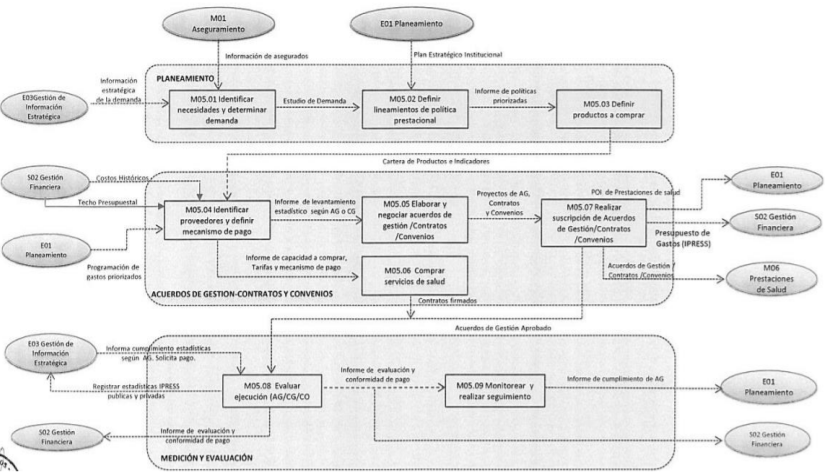 M01
Aseguramiento
E01 Planeamiento
Información de asegurados
Plan Estratégico Institucional
PLANEAMIENTO
Información
estratégica
de la demanda
E03Gestión de
Información
Estratégica
M05.01 Identificar
necesidades y determinar
demanda
Estudio de Demanda
M05.02 Definir
lineamientos de política
prestacional
Informe de políticas
priorizadas
M05.03 Definir
productos a comprar
Cartera de Productos e Indicadores
S02 Gestión
Financiera
Costos Históricos
Techo Presupuestal
E01
Planeamiento
Programación de
gastos priorizados
M05.04 Identificar
proveedores y definir
mecanismo de pago
Informe de levantamiento
estadístico según AG o CG
M05.05 Elaborar y
negociar acuerdos de
gestión /Contratos
/Convenios
Proyectos de AG,
Contratos
y Convenios
M05.07 Realizar
suscripción de Acuerdos
de Gestión/Contratos
/Convenios
POI de Prestaciones de salud
E01
Planeamiento
Presupuesto de
Gastos (IPRESS)
S02 Gestión
Financiera
Acuerdos de Gestión /
Contratos /Convenios
M06
Prestaciones
de Salud
Informe de capacidad a comprar,
Tarifas y mecanismo de pago
M05.06 Comprar
servicios de salud
ACUERDOS DE GESTION-CONTRATOS Y CONVENIOS
Contratos firmados
Acuerdos de Gestión Aprobado
E03 Gestión de
Información
Estratégica
Informa cumplimiento estadísticas
según AG. Solicita pago.
Registrar estadísticas IPRESS
publicas y privadas
M05.08 Evaluar
ejecución (AG/CG/CO
Informe de evaluación y
conformidad de pago
M05.09 Monitorear y
realizar seguimiento
Informe de cumplimiento de AG
E01
Planeamiento
S02 Gestión
Financiera
Informe de evaluación y
conformidad de pago
S02 Gestión
Financiera
MEDICIÓN Y EVALUACIÓN